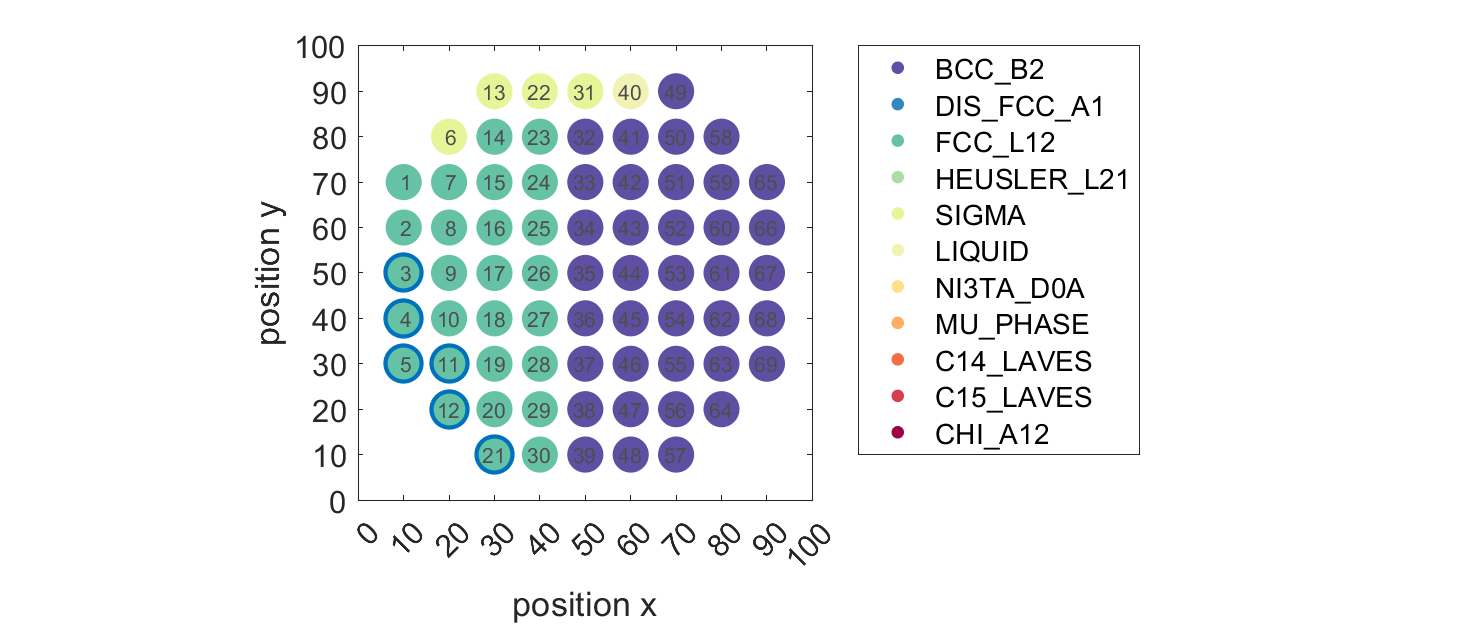 100
90
80
70
60
50
40
30
20
10
0
position y
13 22 31 40 49
6 14 23 32 41 50 58
1 7 15 24 33 42 51 59 65
2 8 16 25 34 43 52 60 66
3 9 17 26 35 44 53 61 67
4 10 18 27 36 45 54 62 68
5 11 19 28 37 46 55 63 69
12 20 29 38 47 56 64
21 30 39 48 57
0 10 20 30 40 50 60 70 80 90 100
position x
BCC_B2
DIS_FCC_A1
FCC_L12
HEUSLER_L21
SIGMA
LIQUID
NI3TA_D0A
MU_PHASE
C14_LAVES
C15_LAVES
CHI_A12